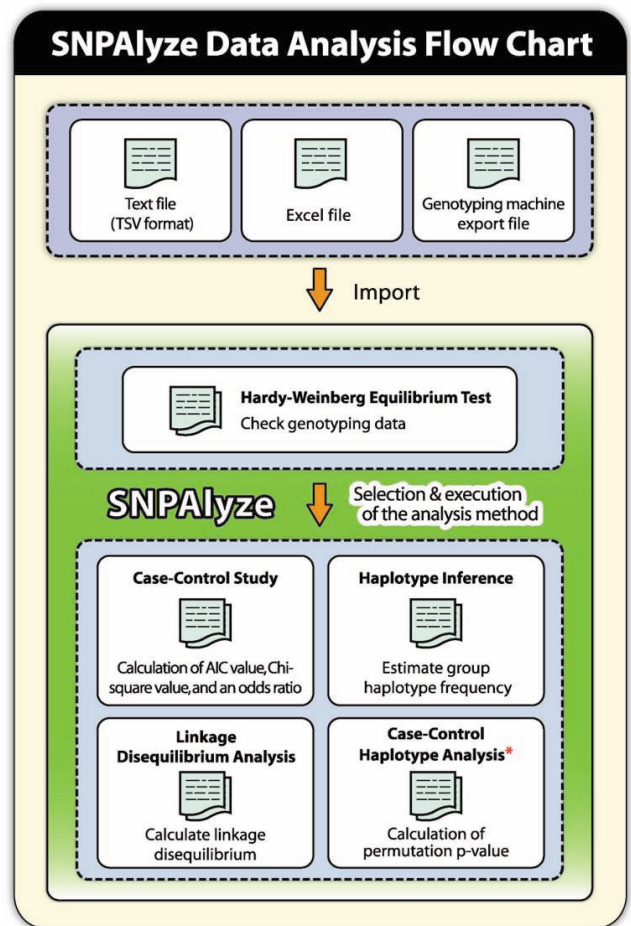 SNPAlyze Data Analysis Flow Chart
Text file
(TSV format)
Excel file
Genotyping machine
export file
Import
Hardy-Weinberg Equilibrium Test
Check genotyping data
SNPAlyze
Selection & execution
of the analysis method
Case-Control Study
Calculation of AIC value, Chi-
square value, and an odds ratio
Haplotype Inference
Estimate group
haplotype frequency
Linkage
Disequilibrium Analysis
Calculate linkage
disequilibrium
Case-Control
Haplotype Analysis*
Calculation of
permutation p-value